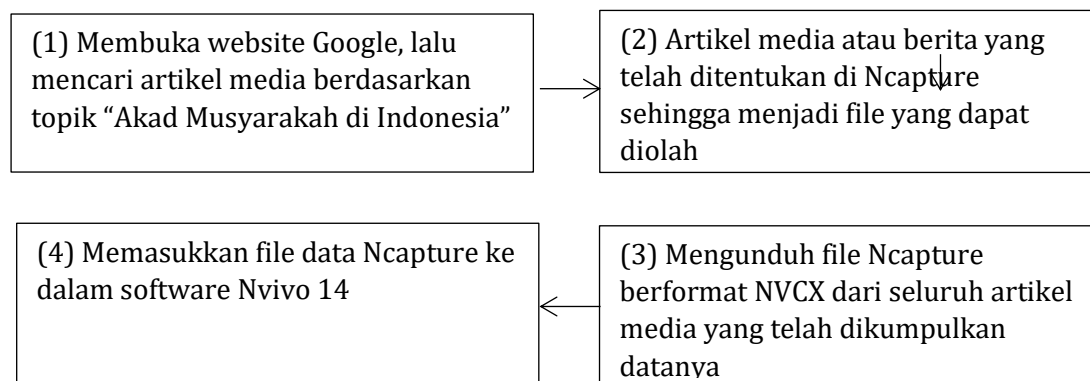 (1) Membuka website Google, lalu
mencari artikel media berdasarkan
topik “Akad Musyarakah di Indonesia”
(2) Artikel media atau berita yang
telah ditentukan di Ncapture
sehingga menjadi file yang dapat
diolah
(3) Mengunduh file Ncapture
berformat NVCX dari seluruh artikel
media yang telah dikumpulkan
datanya
(4) Memasukkan file data Ncapture ke
dalam software Nvivo 14